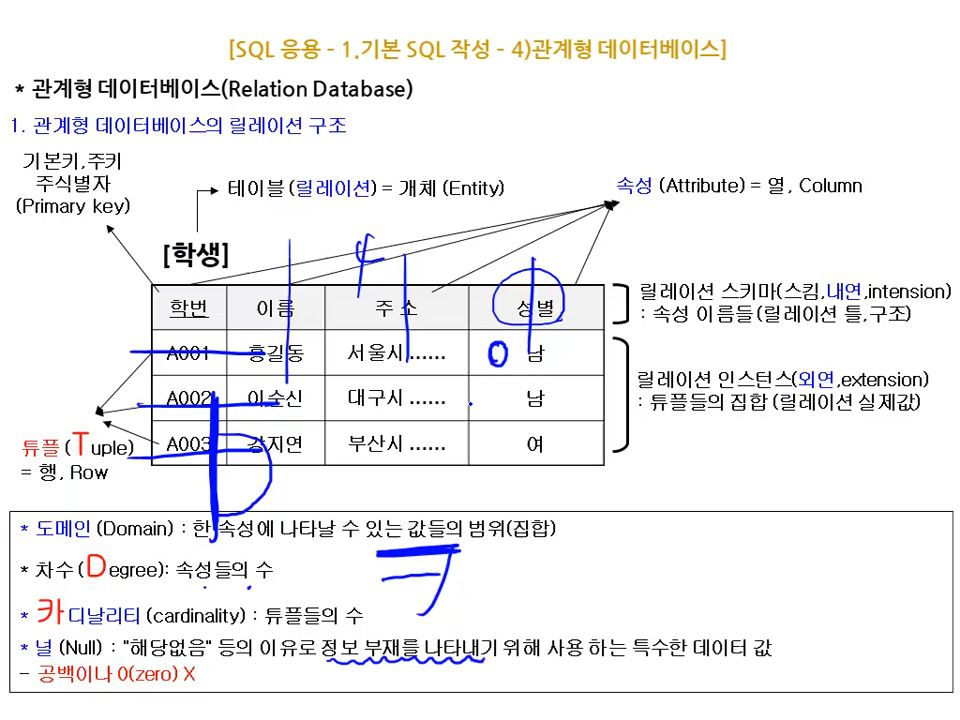 [SQL 응용 - 1.기본 SQL 작성 - 4)관계형 데이터베이스]
* 관계형 데이터베이스(Relation Database)
1. 관계형 데이터베이스의 릴레이션 구조
기본키,주키
주식별자
(Primary key)
테이블 (릴레이션) = 개체 (Entity)
속성 (Attribute) = 열, Column
[학생]
4
학번 이름 주 소 성별
A001 홍길동 서울시 ...... 남
A002 이순신 대구시 ...... 남
A003 강지연 부산시 ...... 여
릴레이션 스키마(스킴,내연,intension)
: 속성 이름들 (릴레이션 틀,구조)
릴레이션 인스턴스(외연,extension)
: 튜플들의 집합 (릴레이션 실제값)
튜플 (Tuple)
= 행, Row
* 도메인 (Domain) : 한 속성에 나타날 수 있는 값들의 범위(집합)
* 차수 (Degree): 속성들의 수
* 카디날리티 (cardinality) : 튜플들의 수
* 널 (Null) : "해당없음" 등의 이유로 정보 부재를 나타내기 위해 사용 하는 특수한 데이터 값
- 공백이나 0(zero) X